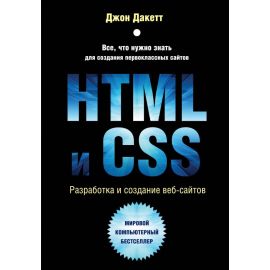 Джон Дакетт
Все, что нужно знать
для создания первоклассных сайтов
HTML
и CSS
Разработка и создание веб-сайтов
МИРОВОЙ
КОМПЬЮТЕРНЫЙ
БЕСТСЕЛЛЕР